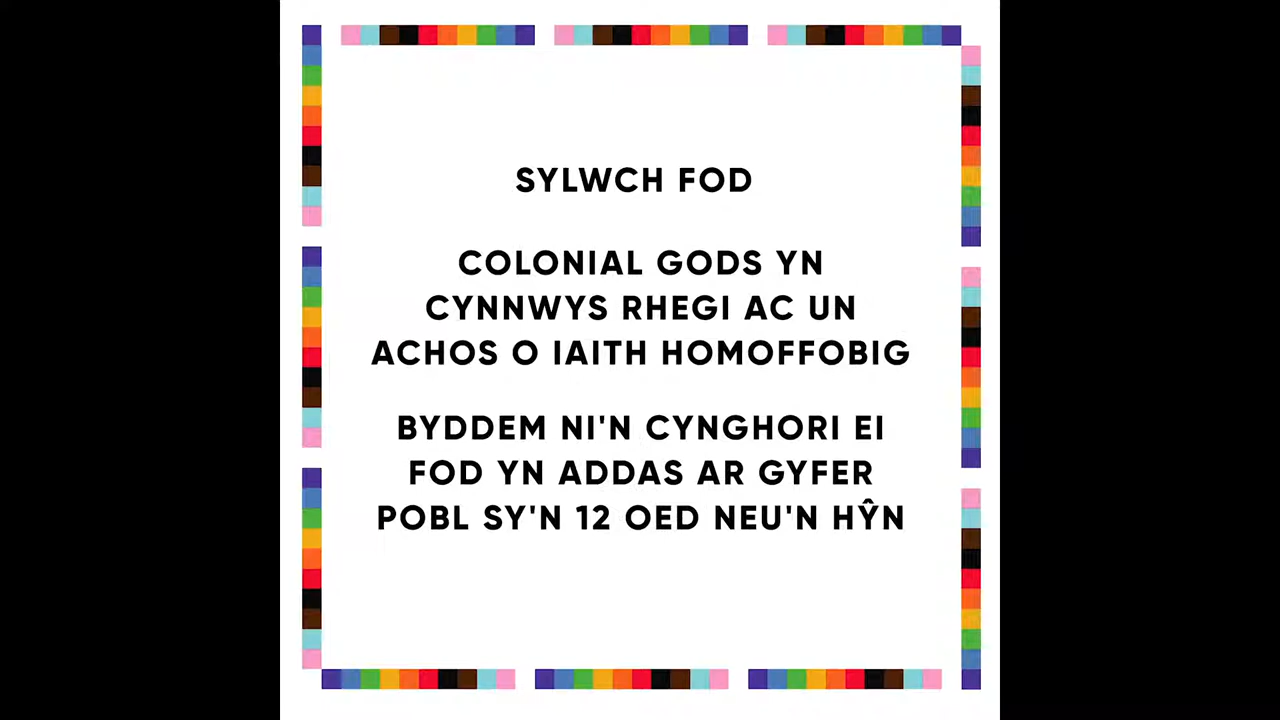 SYLWCH FOD
COLONIAL GODS YN
CYNNWYS RHEGI AC UN
ACHOS O IAITH HOMOFFOBIG
BYDDEM NI'N CYNGHORI EI
FOD YN ADDAS AR GYFER
POBL SY'N 12 OED NEU'N HŶN